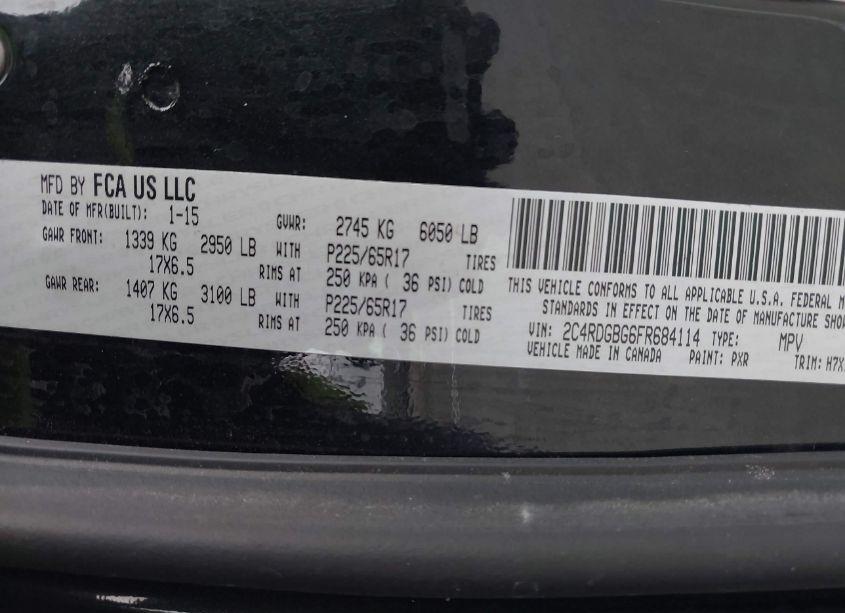 MFD BY FCA US LLC
DATE OF MFR(BUILT): 1-15 GVWR: 2745 KG 6050 LB
GAWR FRONT: 1339 KG 2950 LB WITH P225/65R17 TIRES
17X6.5 RIMS AT 250 KPA ( 36 PSI) COLD
GAWR REAR: 1407 KG 3100 LB WITH P225/65R17 TIRES
17X6.5 RIMS AT 250 KPA ( 36 PSI) COLD
THIS VEHICLE CONFORMS TO ALL APPLICABLE U.S.A. FEDERAL M
STANDARDS IN EFFECT ON THE DATE OF MANUFACTURE SHO
VIN: 2C4RDGBG6FR684114 TYPE: MPV
VEHICLE MADE IN CANADA PAINT: PXR TRIM: H7X